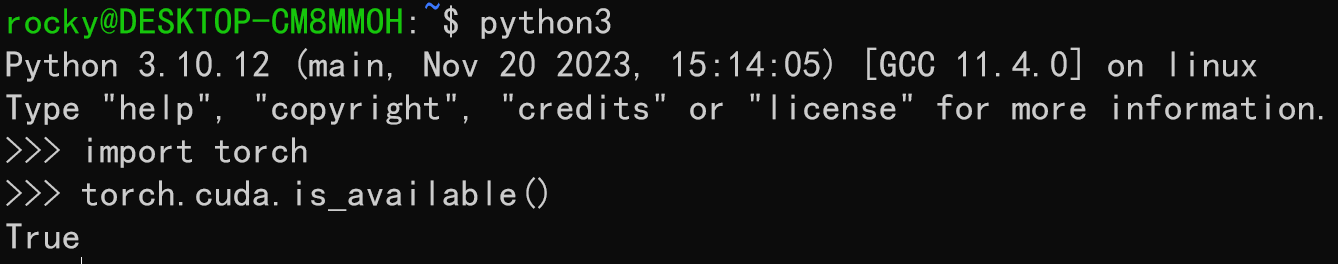 rocky@DESKTOP-CM8MMOH:~$ python3
Python 3.10.12 (main, Nov 20 2023, 15:14:05) [GCC 11.4.0] on linux
Type "help", "copyright", "credits" or "license" for more information.
>>> import torch
>>> torch.cuda.is_available()
True